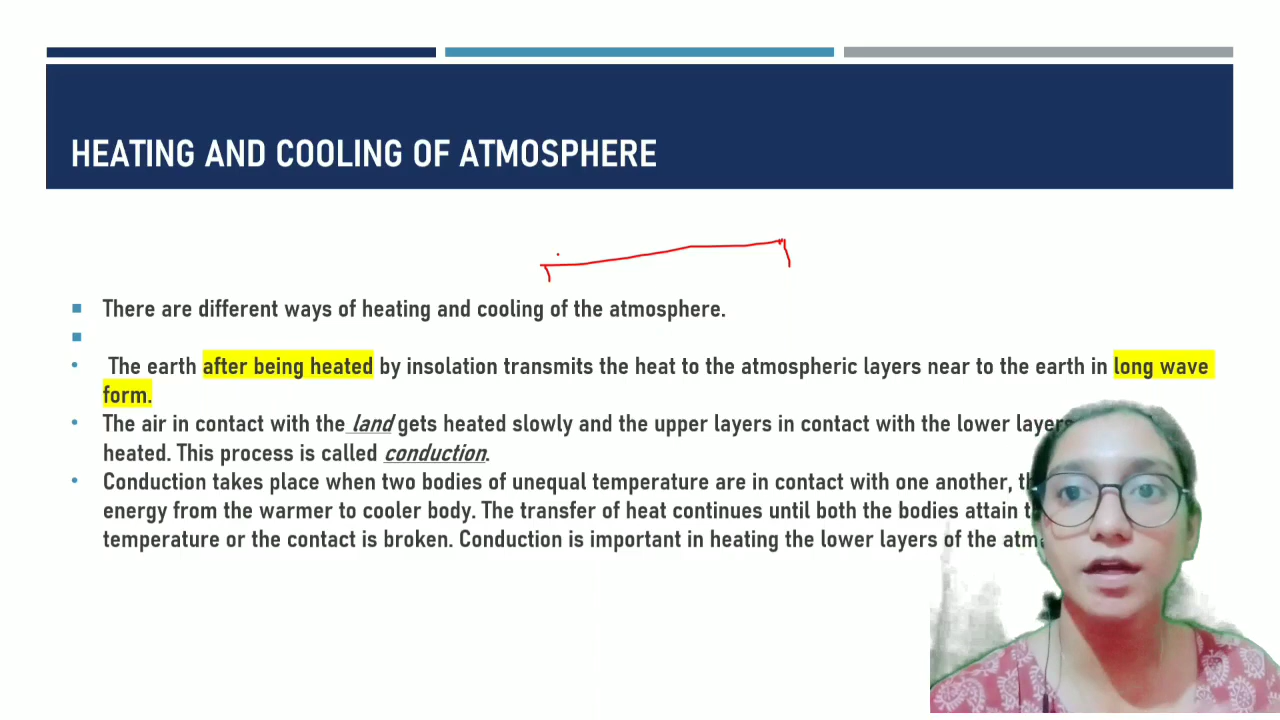 HEATING AND COOLING OF ATMOSPHERE
There are different ways of heating and cooling of the atmosphere.
The earth after being heated by insolation transmits the heat to the atmospheric layers near to the earth in long wave
form.
The air in contact with the land gets heated slowly and the upper layers in contact with the lower layers
heated. This process is called conduction.
Conduction takes place when two bodies of unequal temperature are in contact with one another,
energy from the warmer to cooler body. The transfer of heat continues until both the bodies attain
temperature or the contact is broken. Conduction is important in heating the lower layers of the